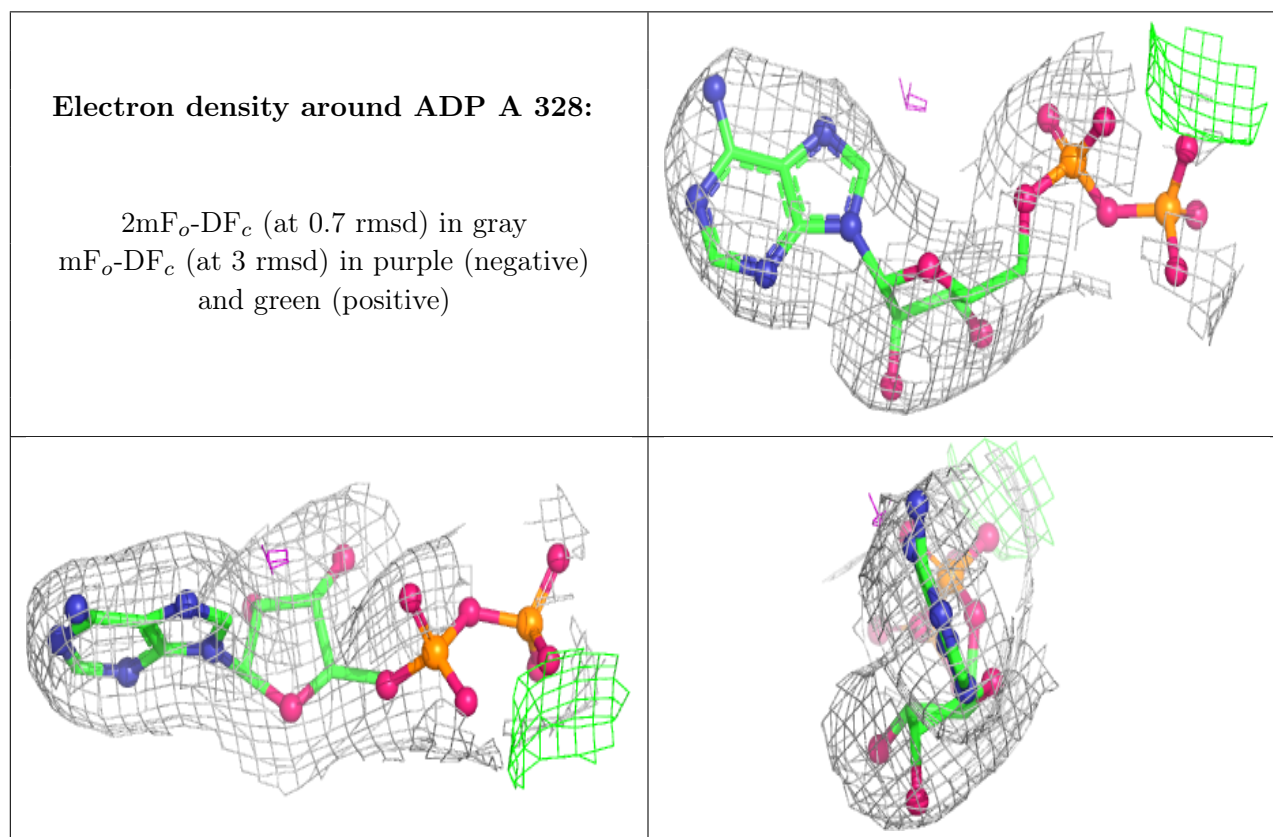 Electron density around ADP A 328:
2mFo-DFc (at 0.7 rmsd) in gray
mFo-DFc (at 3 rmsd) in purple (negative)
and green (positive)